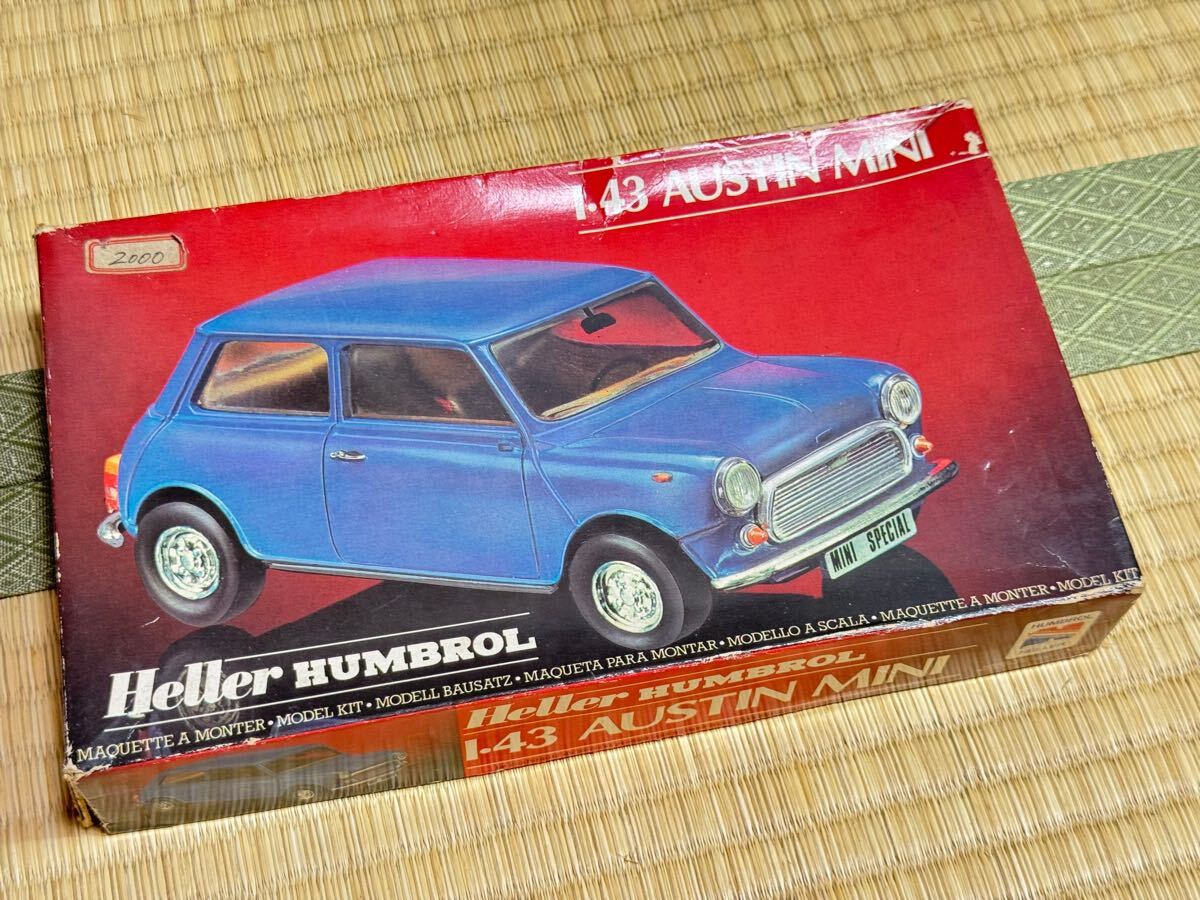 1.43 AUSTIN MINI
2000
MINI SPECIAL
Heller HUMBROL
MAQUETTE A MONTER • MODEL KIT • MODELL BAUSATZ • MAQUETA PARA MONTAR • MODELLO A SCALA • MAQUETTE A MONTER • MODEL KIT
Heller HUMBROL
1.43 AUSTIN MINI
HUMBROL